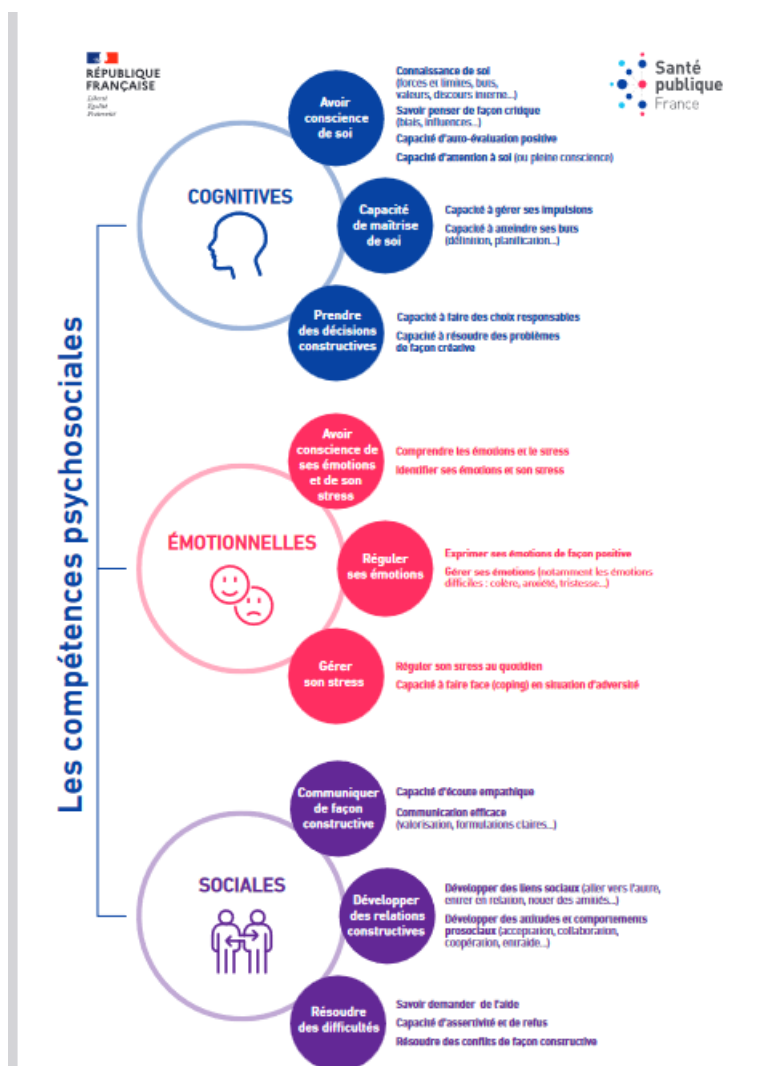 RÉPUBLIQUE
FRANÇAISE
Liberté
Égalité
Fraternité
Santé
publique
France
Les compétences psychosociales
COGNITIVES
Avoir
conscience
de soi
Connaissance de soi
(forces et limites, buts,
valeurs, discours interne...)
Savoir penser de façon critique
(biais, influences...)
Capacité d'auto-évaluation positive
Capacité d'attention à soi (ou pleine conscience)
Capacité
de maîtrise
de soi
Capacité à gérer ses impulsions
Capacité à atteindre ses buts
(définition, planification...)
Prendre
des décisions
constructives
Capacité à faire des choix responsables
Capacité à résoudre des problèmes
de façon créative
ÉMOTIONNELLES
Avoir
conscience de
ses émotions
et de son
stress
Comprendre les émotions et le stress
Identifier ses émotions et son stress
Réguler
ses émotions
Exprimer ses émotions de façon positive
Gérer ses émotions (notamment les émotions
difficiles : colère, anxiété, tristesse...)
Gérer
son stress
Réguler son stress au quotidien
Capacité à faire face (coping) en situation d'adversité
SOCIALES
Communiquer
de façon
constructive
Capacité d'écoute empathique
Communication efficace
(valorisation, formulations claires...)
Développer
des relations
constructives
Développer des liens sociaux (aller vers l'autre,
entrer en relation, nouer des amitiés...)
Développer des attitudes et comportements
prosociaux (acceptation, collaboration,
coopération, entraide...)
Résoudre
des difficultés
Savoir demander de l'aide
Capacité d'assertivité et de refus
Résoudre des conflits de façon constructive